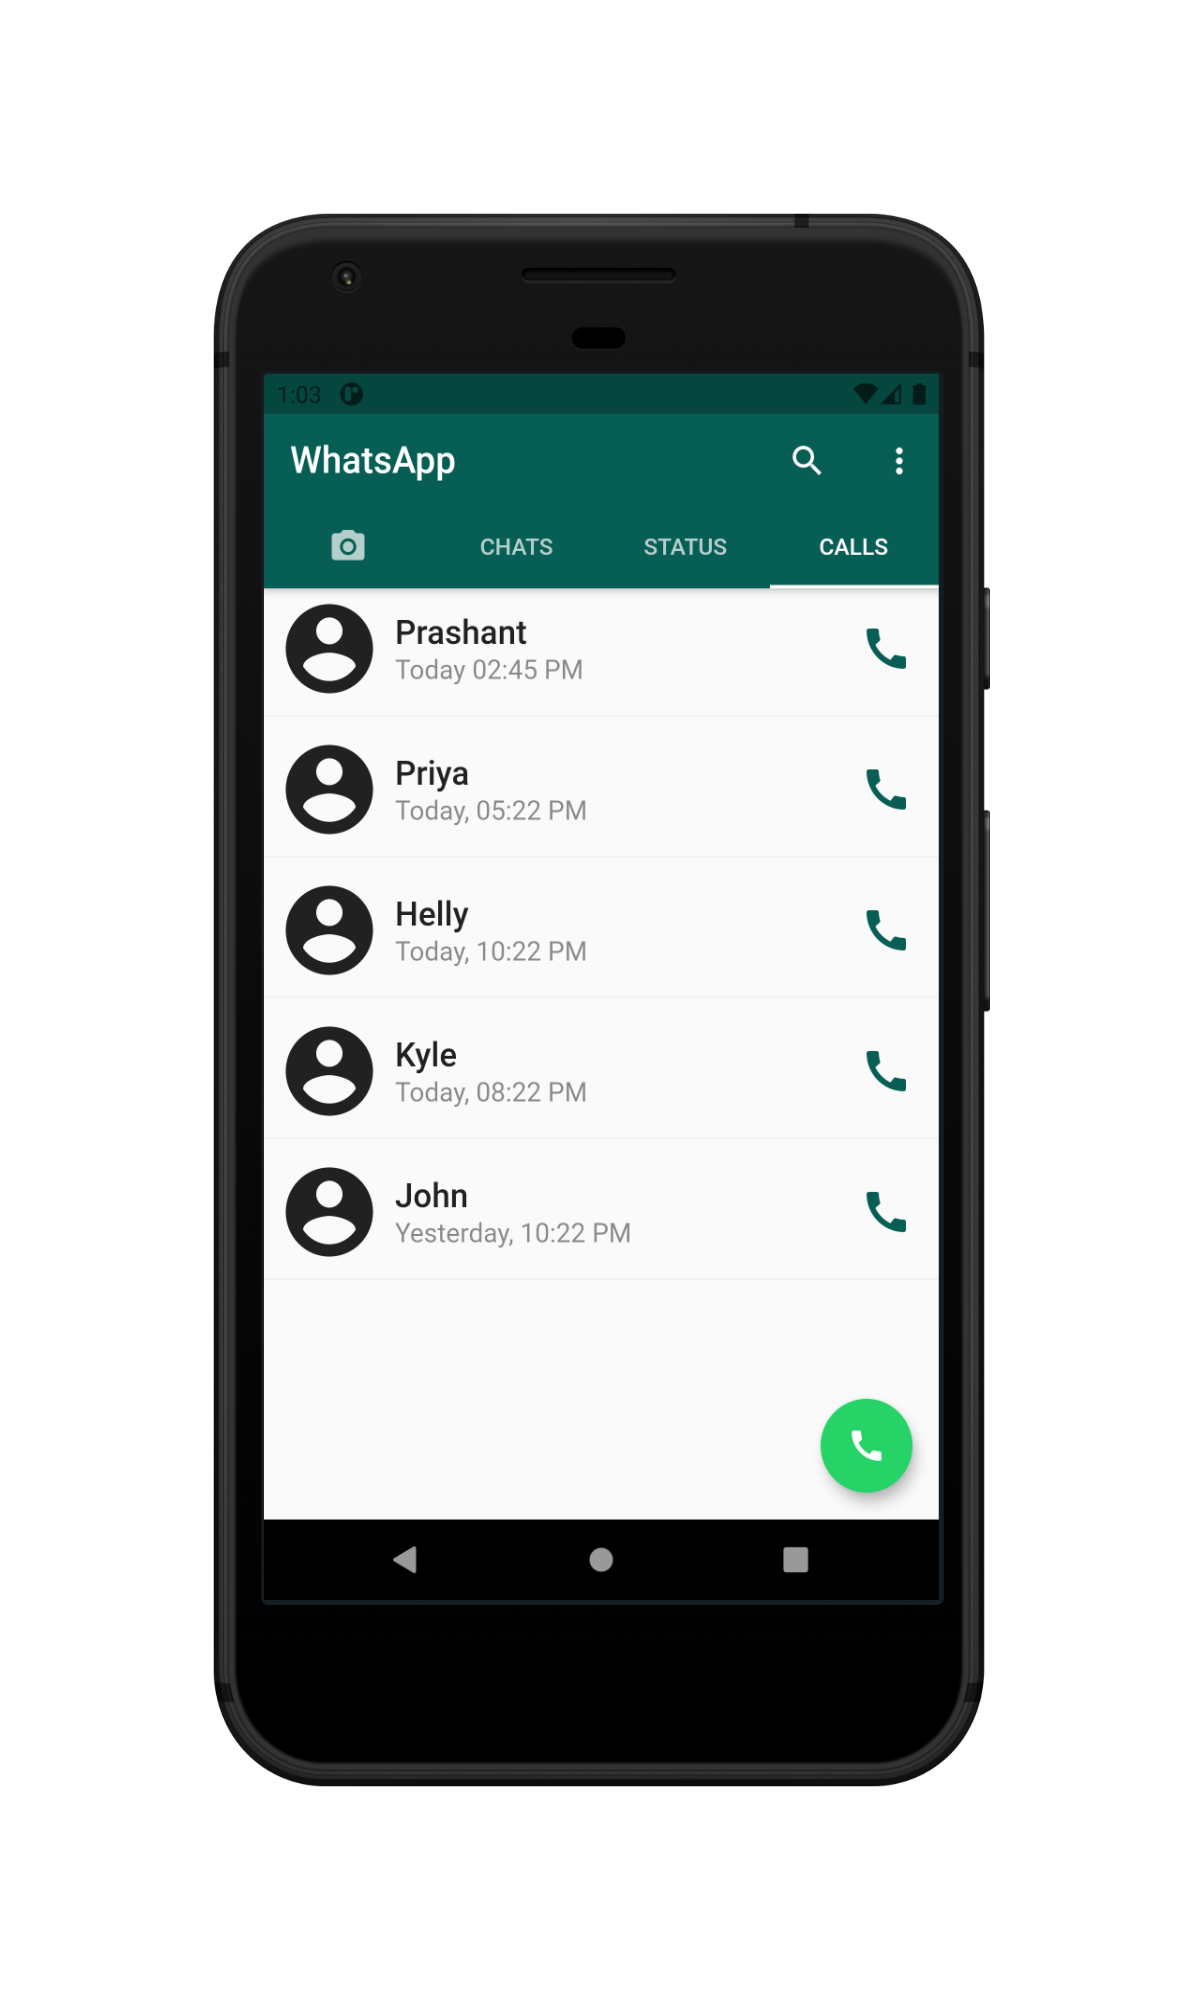 1:03
WhatsApp
CHATS STATUS CALLS
Prashant
Today 02:45 PM
Priya
Today, 05:22 PM
Helly
Today, 10:22 PM
Kyle
Today, 08:22 PM
John
Yesterday, 10:22 PM